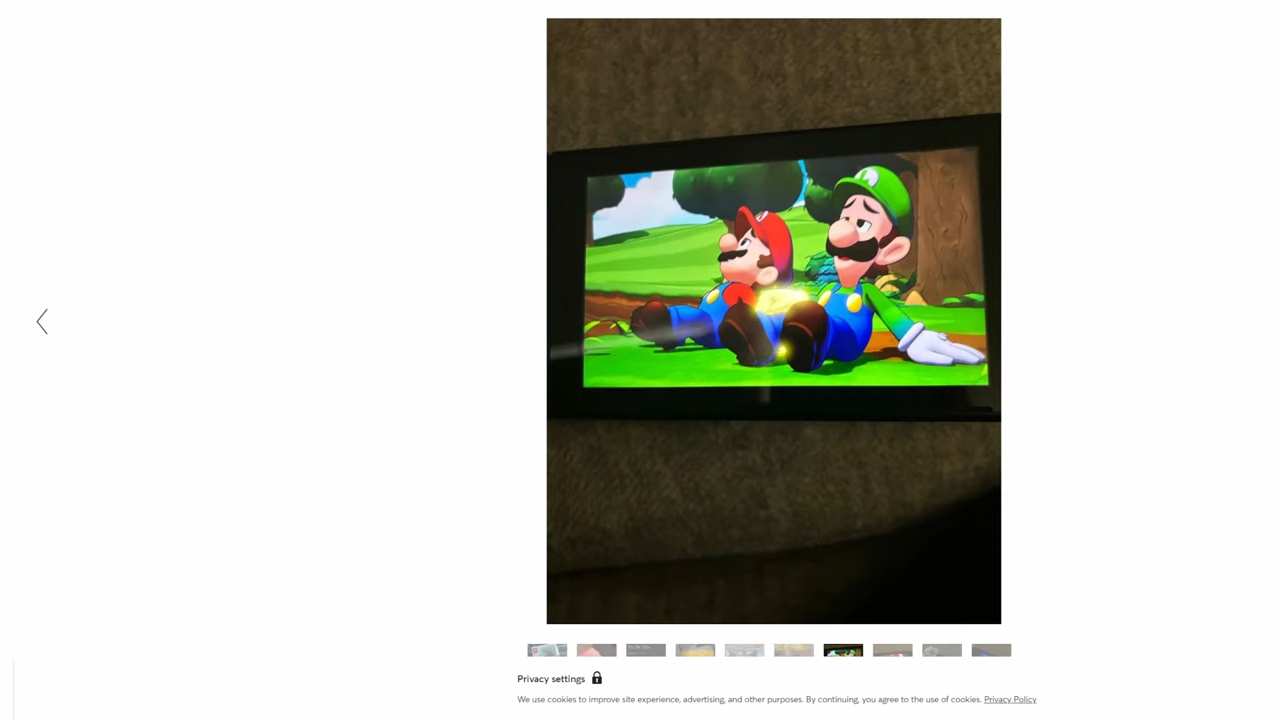 Privacy settings
We use cookies to improve site experience, advertising, and other purposes. By continuing, you agree to the use of cookies. Privacy Policy